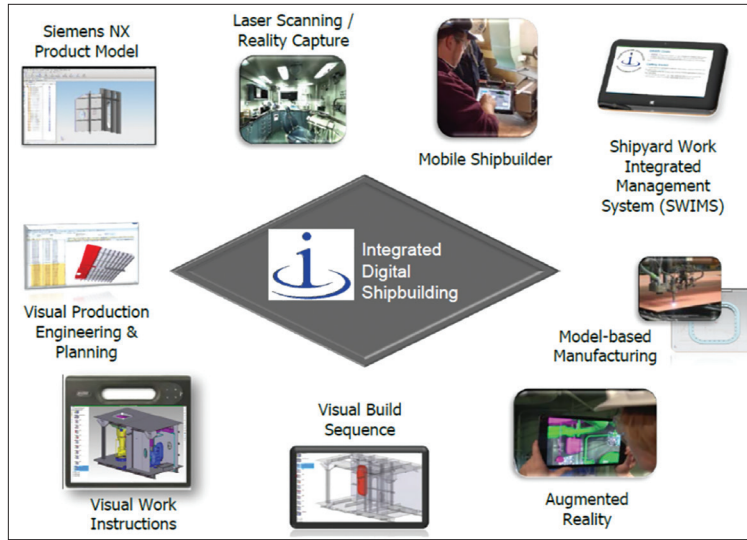 Siemens NX
Product Model
Laser Scanning /
Reality Capture
Mobile Shipbuilder
Shipyard Work
Integrated
Management
System (SWIMS)
Integrated
Digital
Shipbuilding
Visual Production
Engineering &
Planning
Model-based
Manufacturing
Visual Build
Sequence
Visual Work
Instructions
Augmented
Reality